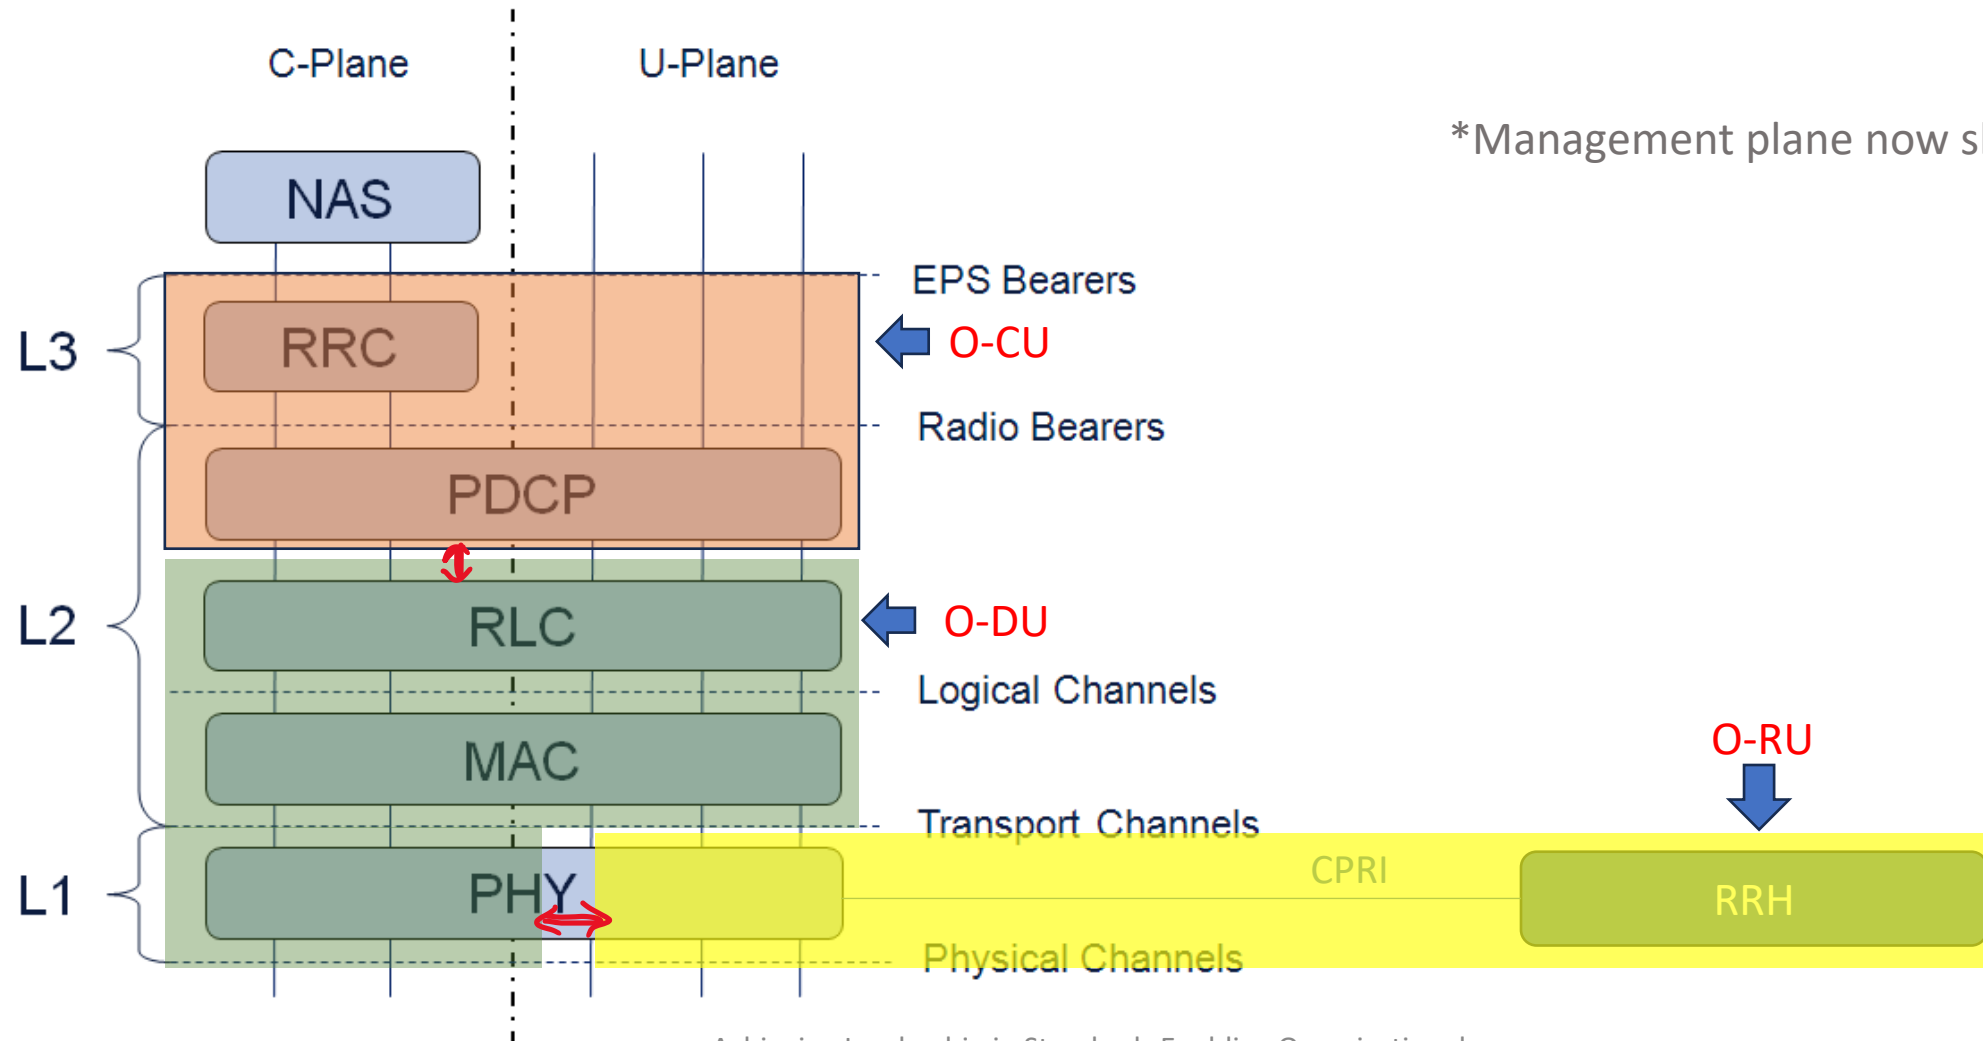 C-Plane
U-Plane
*Management plane now
NAS
EPS Bearers
O-CU
L3
RRC
Radio Bearers
PDCP
L2
RLC
O-DU
Logical Channels
MAC
O-RU
Transport Channels
CPRI
L1
PHY
RRH
Physical Channels